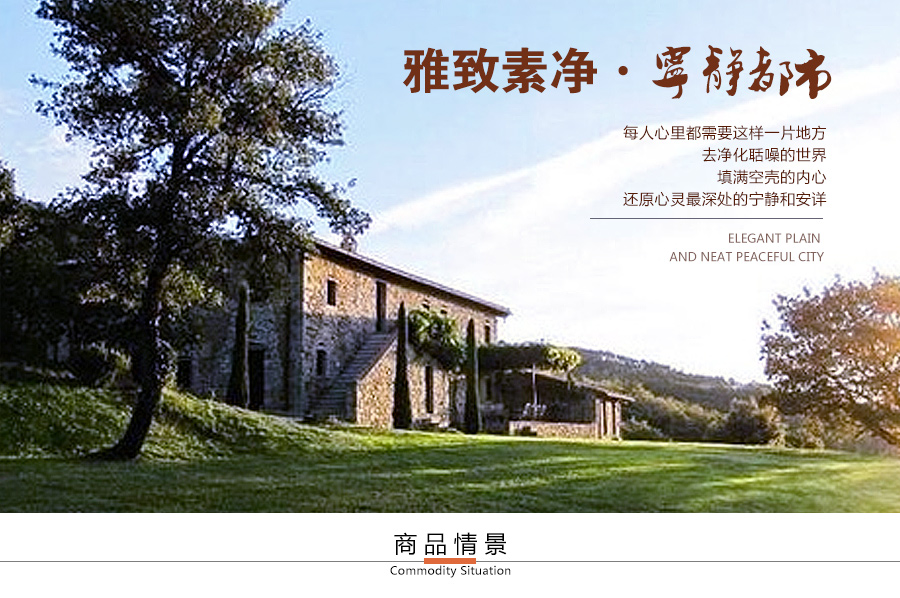 雅致素净·寧静都市
每人心里都需要这样一片地方
去净化聒噪的世界
填满空壳的内心
还原心灵最深处的宁静和安详
ELEGANT PLAIN
AND NEAT PEACEFUL CITY
商品情景
Commodity Situation